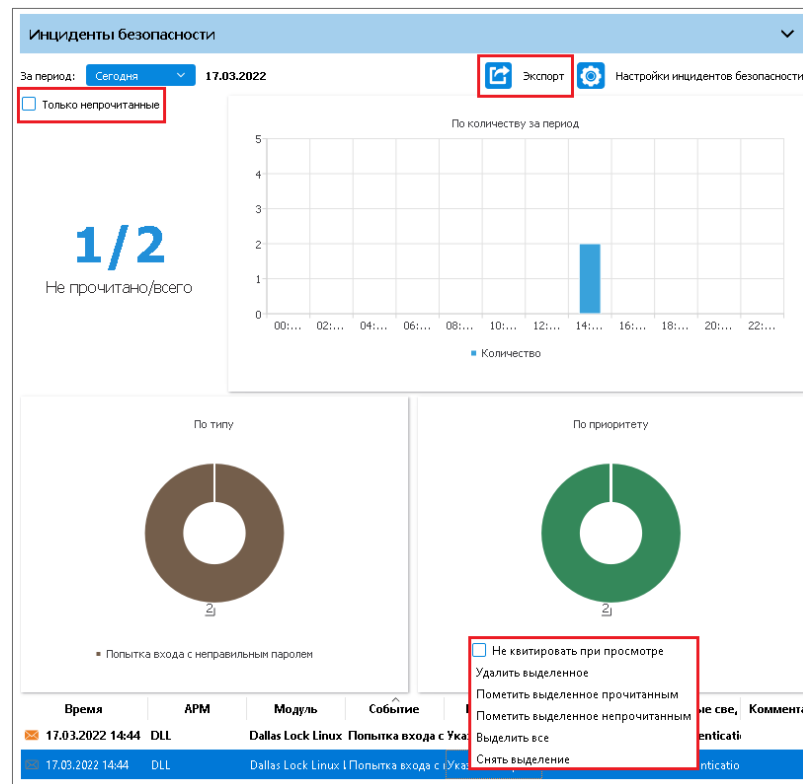 Инциденты безопасности
За период: Сегодня 17.03.2022 Экспорт Настройки инцидентов безопасности
Только непрочитанные
По количеству за период
5
4
3
2
1
0
1/2
Не прочитано/всего
00:... 02:... 04:... 06:... 08:... 10:... 12:... 14:... 16:... 18:... 20:... 22:...
Количество
По типу
2
Попытка входа с неправильным паролем
По приоритету
2
Не квитировать при просмотре
Удалить выделенное
Пометить выделенное прочитанным
Пометить выделенное непрочитанным
Выделить все
Снять выделение
Время АРМ Модуль Событие
17.03.2022 14:44 DLL Dallas Lock Linux Попытка входа с
17.03.2022 14:44 DLL Dallas Lock Linux Попытка входа с